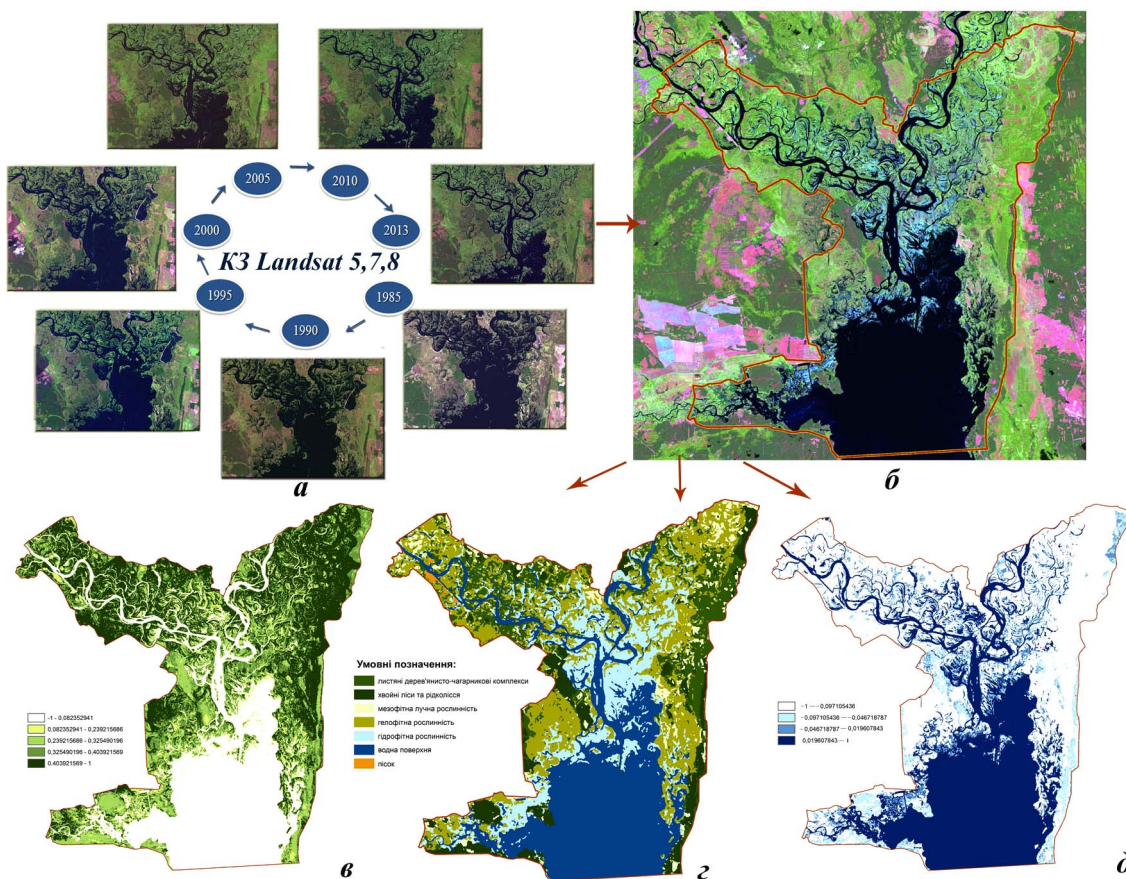 2005
2010
2000
2013
КЗ Landsat 5,7,8
1995
1985
1990
а
б
-1 - 0,082352941
0,082352941 - 0,239215686
0,239215686 - 0,325490196
0,325490196 - 0,403921569
0,403921569 - 1
в
Умовні позначення:
листяні дерев'янисто-чагарникові комплекси
хвойні ліси та рідколісся
мезофітна лучна рослинність
гелофітна рослинність
гідрофітна рослинність
водна поверхня
пісок
г
- 1 — - 0,097105436
- 0,097105436 — - 0,046718787
- 0,046718787 — 0,019607843
0,019607843 — 1
д